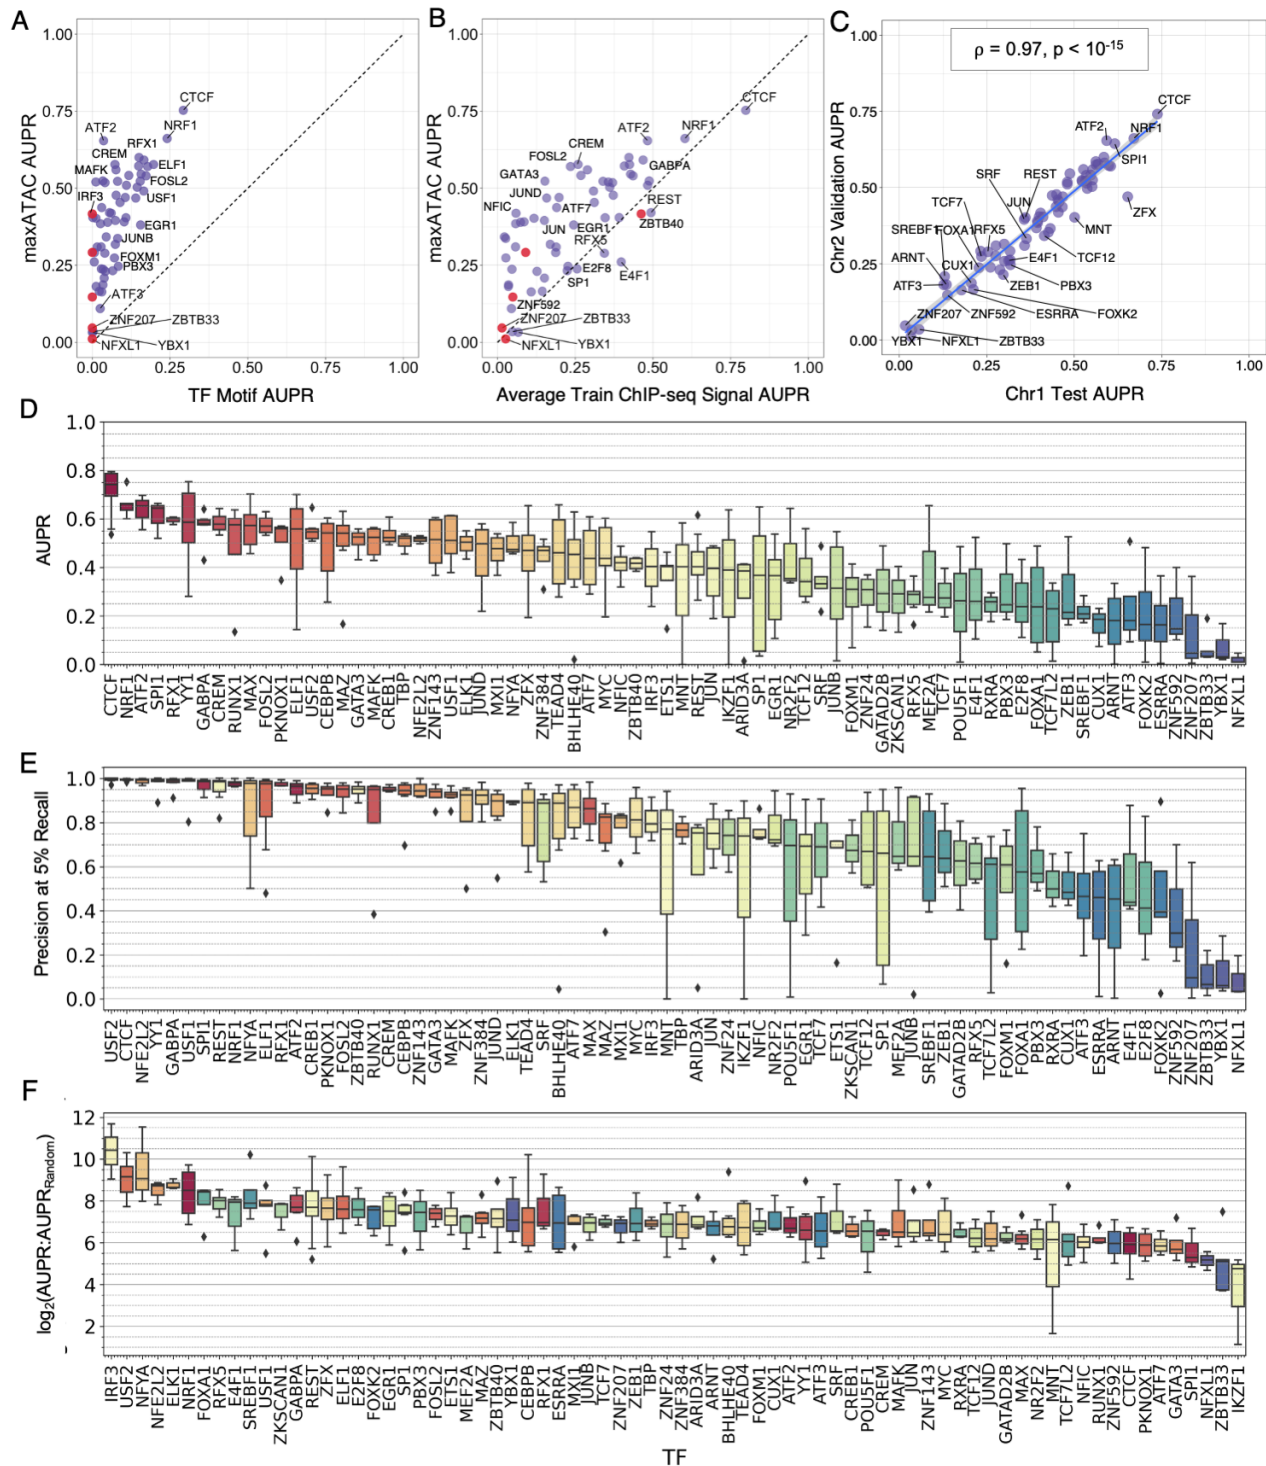 A
maxATAC AUPR
1.00
0.75
0.50
0.25
0.00
CTCF
NRF1
ATF2
RFX1
CREM
ELF1
MAFK
FOSL2
IRF3
USF1
EGR1
JUNB
FOXM1
PBX3
ATF3
ZNF207
ZBTB33
NFXL1
YBX1
0.00 0.25 0.50 0.75 1.00
TF Motif AUPR
B
maxATAC AUPR
1.00
0.75
0.50
0.25
0.00
CTCF
ATF2
NRF1
CREM
FOSL2
GABPA
GATA3
JUND
REST
NFIC
ATF7
ZBTB40
JUN
EGR1
RFX5
E2F8
E4F1
SP1
ZNF592
ZNF207
ZBTB33
NFXL1
YBX1
0.00 0.25 0.50 0.75 1.00
Average Train ChIP-seq Signal AUPR
C
Chr2 Validation AUPR
1.00
0.75
0.50
0.25
0.00
ρ = 0.97, p < 10-15
CTCF
ATF2
NRF1
SPI1
SRF
REST
TCF7
JUN
ZFX
SREBF1
FOXA1
RFX5
MNT
ARNT
CUX1
E4F1
TCF12
ATF3
ZEB1
PBX3
ZNF207
ZNF592
ESRRA
FOXK2
YBX1
NFXL1
ZBTB33
0.00 0.25 0.50 0.75 1.00
Chr1 Test AUPR
D
AUPR
1.0
0.8
0.6
0.4
0.2
0.0
CTCF NRF1 ATF2 SPI1 RFX1 YY1 GABPA CREM RUNX1 MAX FOSL2 PKNOX1 ELF1 USF2 CEBPB MAZ GATA3 MAFK CREB1 TBP NFE2L2 ZNF143 USF1 ELK1 JUND MXI1 NFYA ZFX ZNF384 TEAD4 BHLHE40 ATF7 MYC NFIC ZBTB40 IRF3 ETS1 MNT REST JUN IKZF1 ARID3A SP1 EGR1 NR2F2 TCF12 SRF JUNB FOXM1 ZNF24 GATAD2B ZKSCAN1 RFX5 MEF2A TCF7 POU5F1 E4F1 RXRA PBX3 E2F8 FOXA1 TCF7L2 ZEB1 SREBF1 CUX1 ARNT ATF3 FOXK2 ESRRA ZNF592 ZNF207 ZBTB33 YBX1 NFXL1
E
Precision at 5% Recall
1.0
0.8
0.6
0.4
0.2
0.0
USF2 CTCF NFE2L2 YY1 GABPA USF1 SPI1 REST NRF1 NFYA ELF1 RFX1 ATF2 CREB1 PKNOX1 FOSL2 ZBTB40 RUNX1 CREM CEBPB ZNF143 GATA3 MAFK ZFX ZNF384 JUND ELK1 TEAD4 SRF BHLHE40 ATF7 MAX MAZ MXI1 MYC IRF3 MNT TBP ARID3A JUN ZNF24 IKZF1 NFIC NR2F2 POU5F1 EGR1 TCF7 ETS1 ZKSCAN1 TCF12 SP1 MEF2A JUNB SREBF1 ZEB1 GATAD2B RFX5 TCF7L2 FOXM1 FOXA1 PBX3 RXRA CUX1 ATF3 ESRRA ARNT E4F1 E2F8 FOXK2 ZNF592 ZNF207 ZBTB33 YBX1 NFXL1
F
log2(AUPR:AUPRRandom)
12
10
8
6
4
2
IRF3 USF2 NFYA NFE2L2 ELK1 NRF1 FOXA1 RFX5 E4F1 SREBF1 USF1 ZKSCAN1 GABPA REST ZFX ELF1 E2F8 FOXK2 EGR1 SP1 PBX3 FOSL2 ETS1 MEF2A MAZ ZBTB40 YBX1 CEBPB RFX1 ESRRA MXI1 JUNB TCF7 ZNF207 ZEB1 TBP ZNF24 ZNF384 ARID3A ARNT BHLHE40 TEAD4 FOXM1 CUX1 ATF2 YY1 ATF3 SRF CREB1 POU5F1 CREM MAFK JUN ZNF143 MYC RXRA TCF12 JUND GATAD2B MAX NR2F2 MNT TCF7L2 NFIC RUNX1 ZNF592 CTCF PKNOX1 ATF7 GATA3 SPI1 NFXL1 ZBTB33 IKZF1
TF